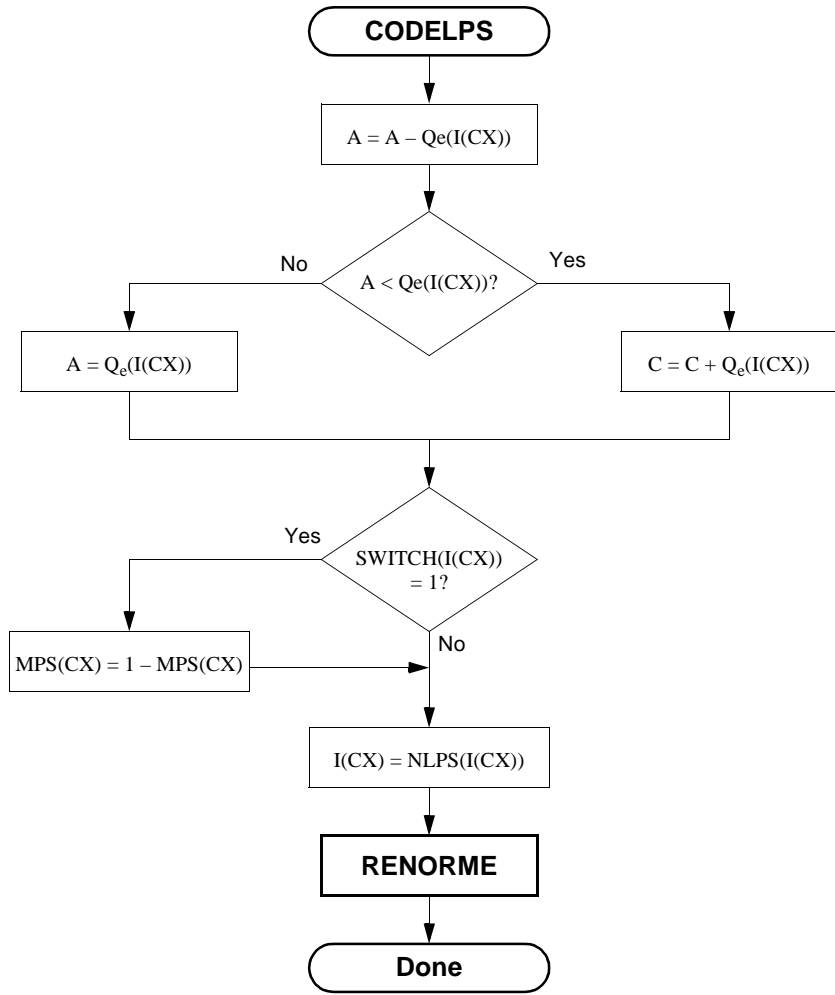 CODELPS
A = A – Qe(I(CX))
No
Yes
A < Qe(I(CX))?
A = Qe(I(CX))
C = C + Qe(I(CX))
Yes
SWITCH(I(CX))
= 1?
No
MPS(CX) = 1 – MPS(CX)
I(CX) = NLPS(I(CX))
RENORME
Done